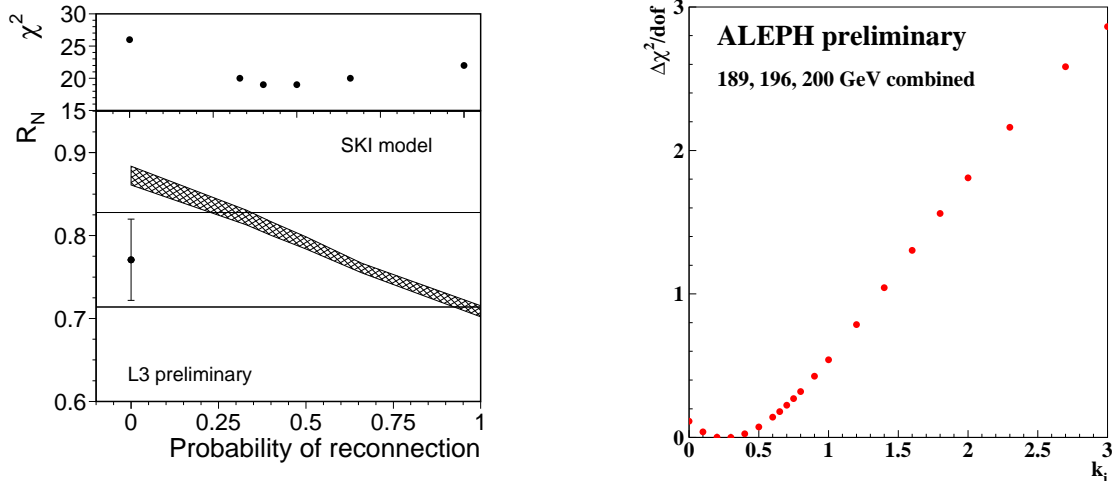 χ²
30
25
20
15
R_N
SKI model
0.9
0.8
0.7
L3 preliminary
0.6
0
0.25
0.5
0.75
1
Probability of reconnection
Δχ²/dof
3
ALEPH preliminary
189, 196, 200 GeV combined
2
1
0
0
0.5
1
1.5
2
2.5
3
k_i